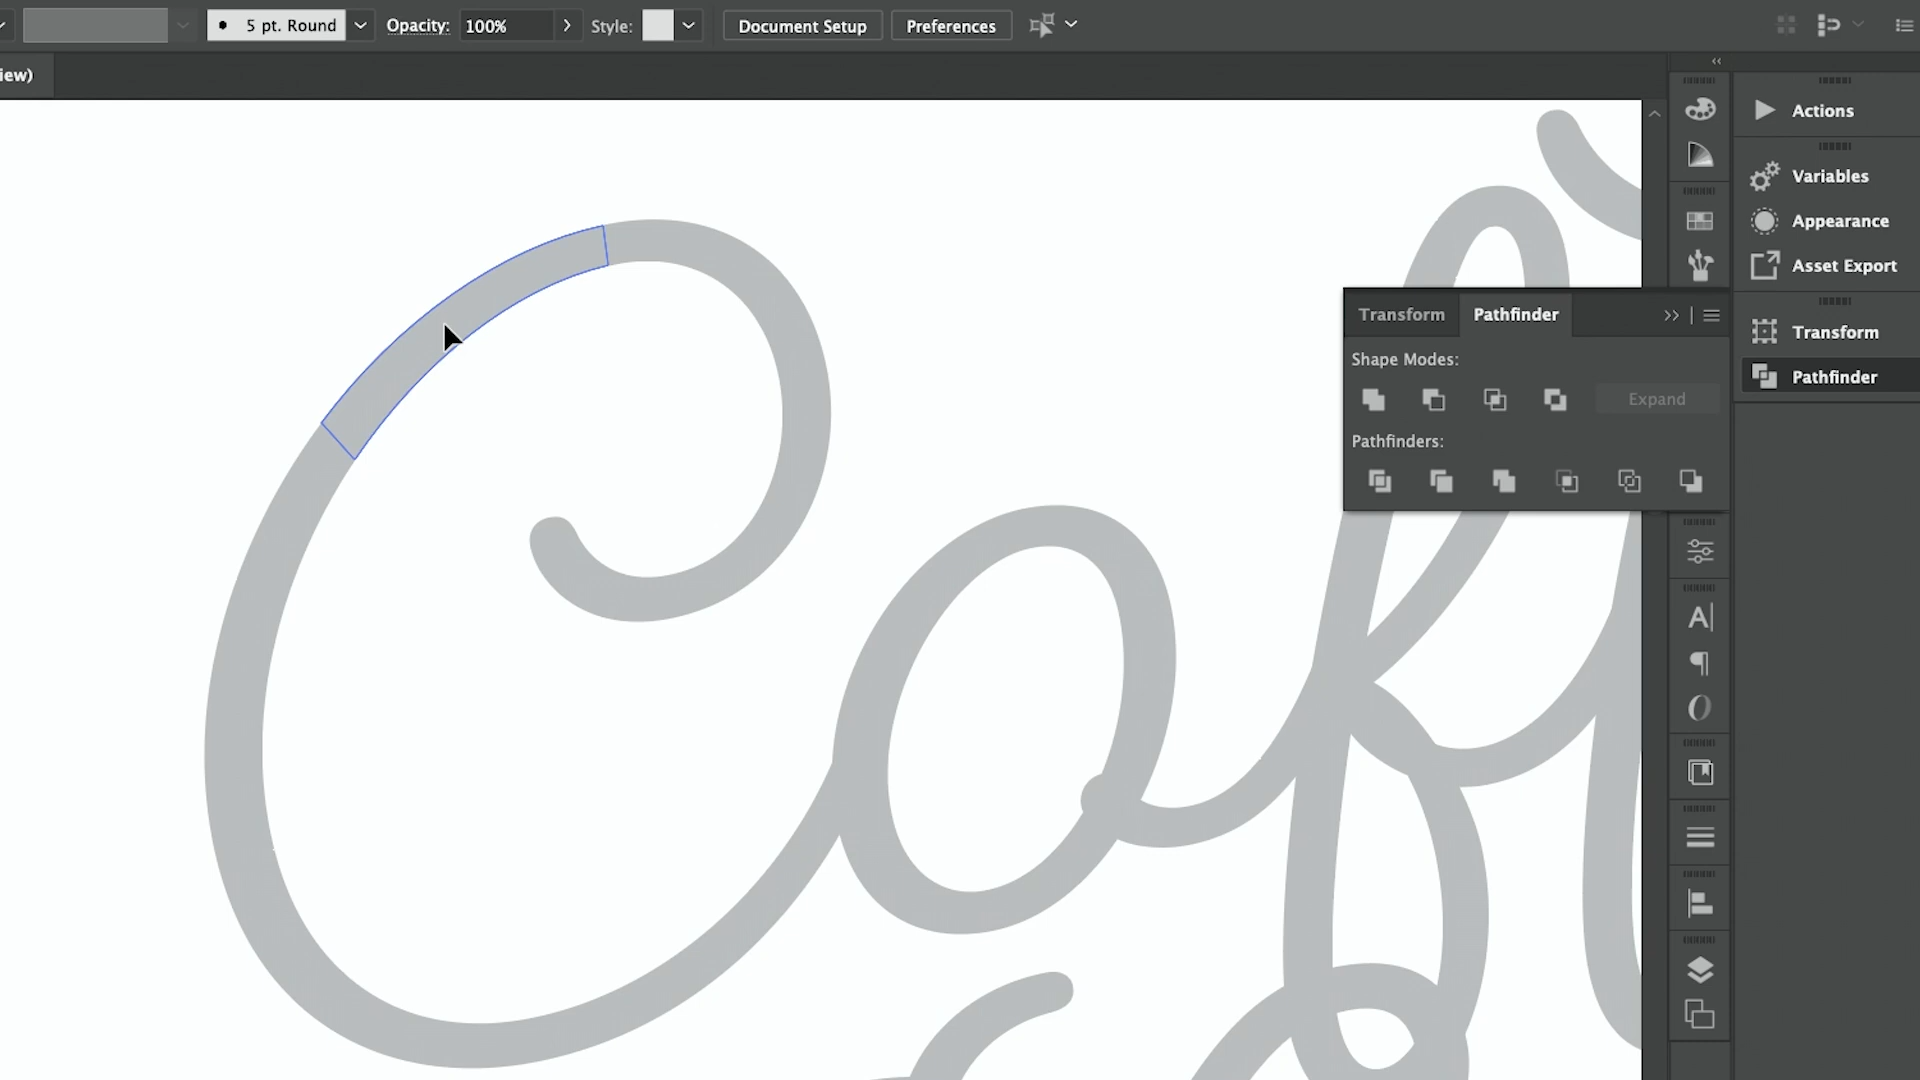 5 pt. Round Opacity: 100% Style: Document Setup Preferences
iew)
Actions
Variables
Appearance
Asset Export
Transform Pathfinder
Transform
Shape Modes:
Pathfinder
Expand
Pathfinders:
Cof